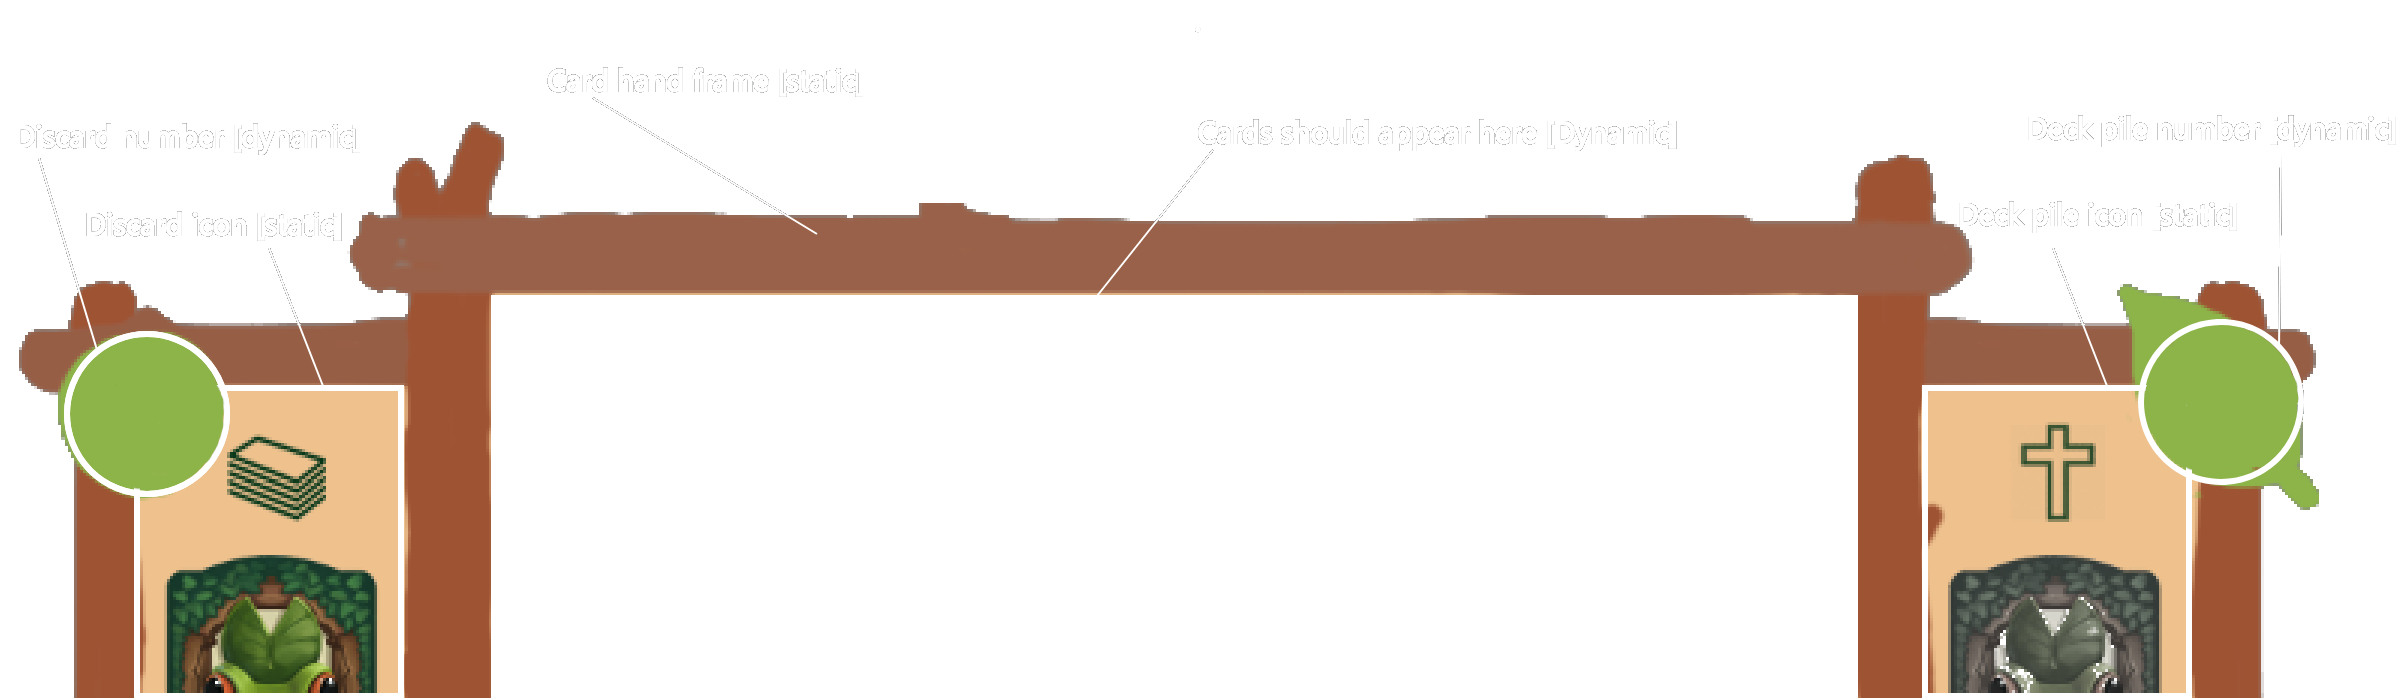 Card hand frame [static]
Discard number [dynamic]
Cards should appear here [Dynamic]
Deck pile number [dynamic]
Discard icon [static]
Deck pile icon [static]